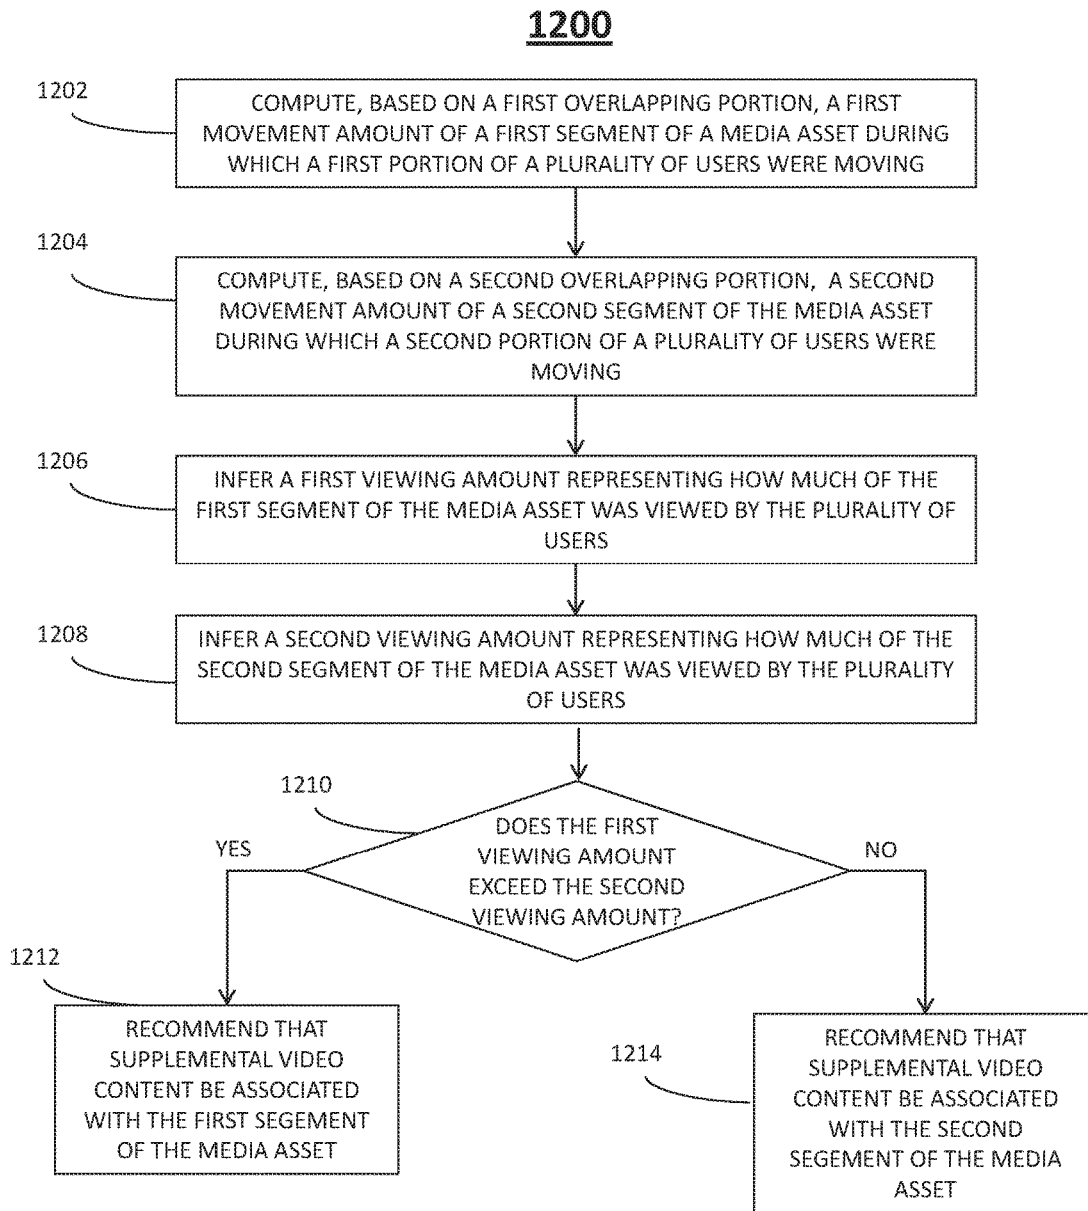 1200
1202
COMPUTE, BASED ON A FIRST OVERLAPPING PORTION, A FIRST
MOVEMENT AMOUNT OF A FIRST SEGMENT OF A MEDIA ASSET DURING
WHICH A FIRST PORTION OF A PLURALITY OF USERS WERE MOVING
1204
COMPUTE, BASED ON A SECOND OVERLAPPING PORTION, A SECOND
MOVEMENT AMOUNT OF A SECOND SEGMENT OF THE MEDIA ASSET
DURING WHICH A SECOND PORTION OF A PLURALITY OF USERS WERE
MOVING
1206
INFER A FIRST VIEWING AMOUNT REPRESENTING HOW MUCH OF THE
FIRST SEGMENT OF THE MEDIA ASSET WAS VIEWED BY THE PLURALITY OF
USERS
1208
INFER A SECOND VIEWING AMOUNT REPRESENTING HOW MUCH OF THE
SECOND SEGMENT OF THE MEDIA ASSET WAS VIEWED BY THE PLURALITY
OF USERS
1210
DOES THE FIRST
VIEWING AMOUNT
EXCEED THE SECOND
VIEWING AMOUNT?
YES
NO
1212
RECOMMEND THAT
SUPPLEMENTAL VIDEO
CONTENT BE ASSOCIATED
WITH THE FIRST SEGEMENT
OF THE MEDIA ASSET
1214
RECOMMEND THAT
SUPPLEMENTAL VIDEO
CONTENT BE ASSOCIATED
WITH THE SECOND
SEGEMENT OF THE MEDIA
ASSET